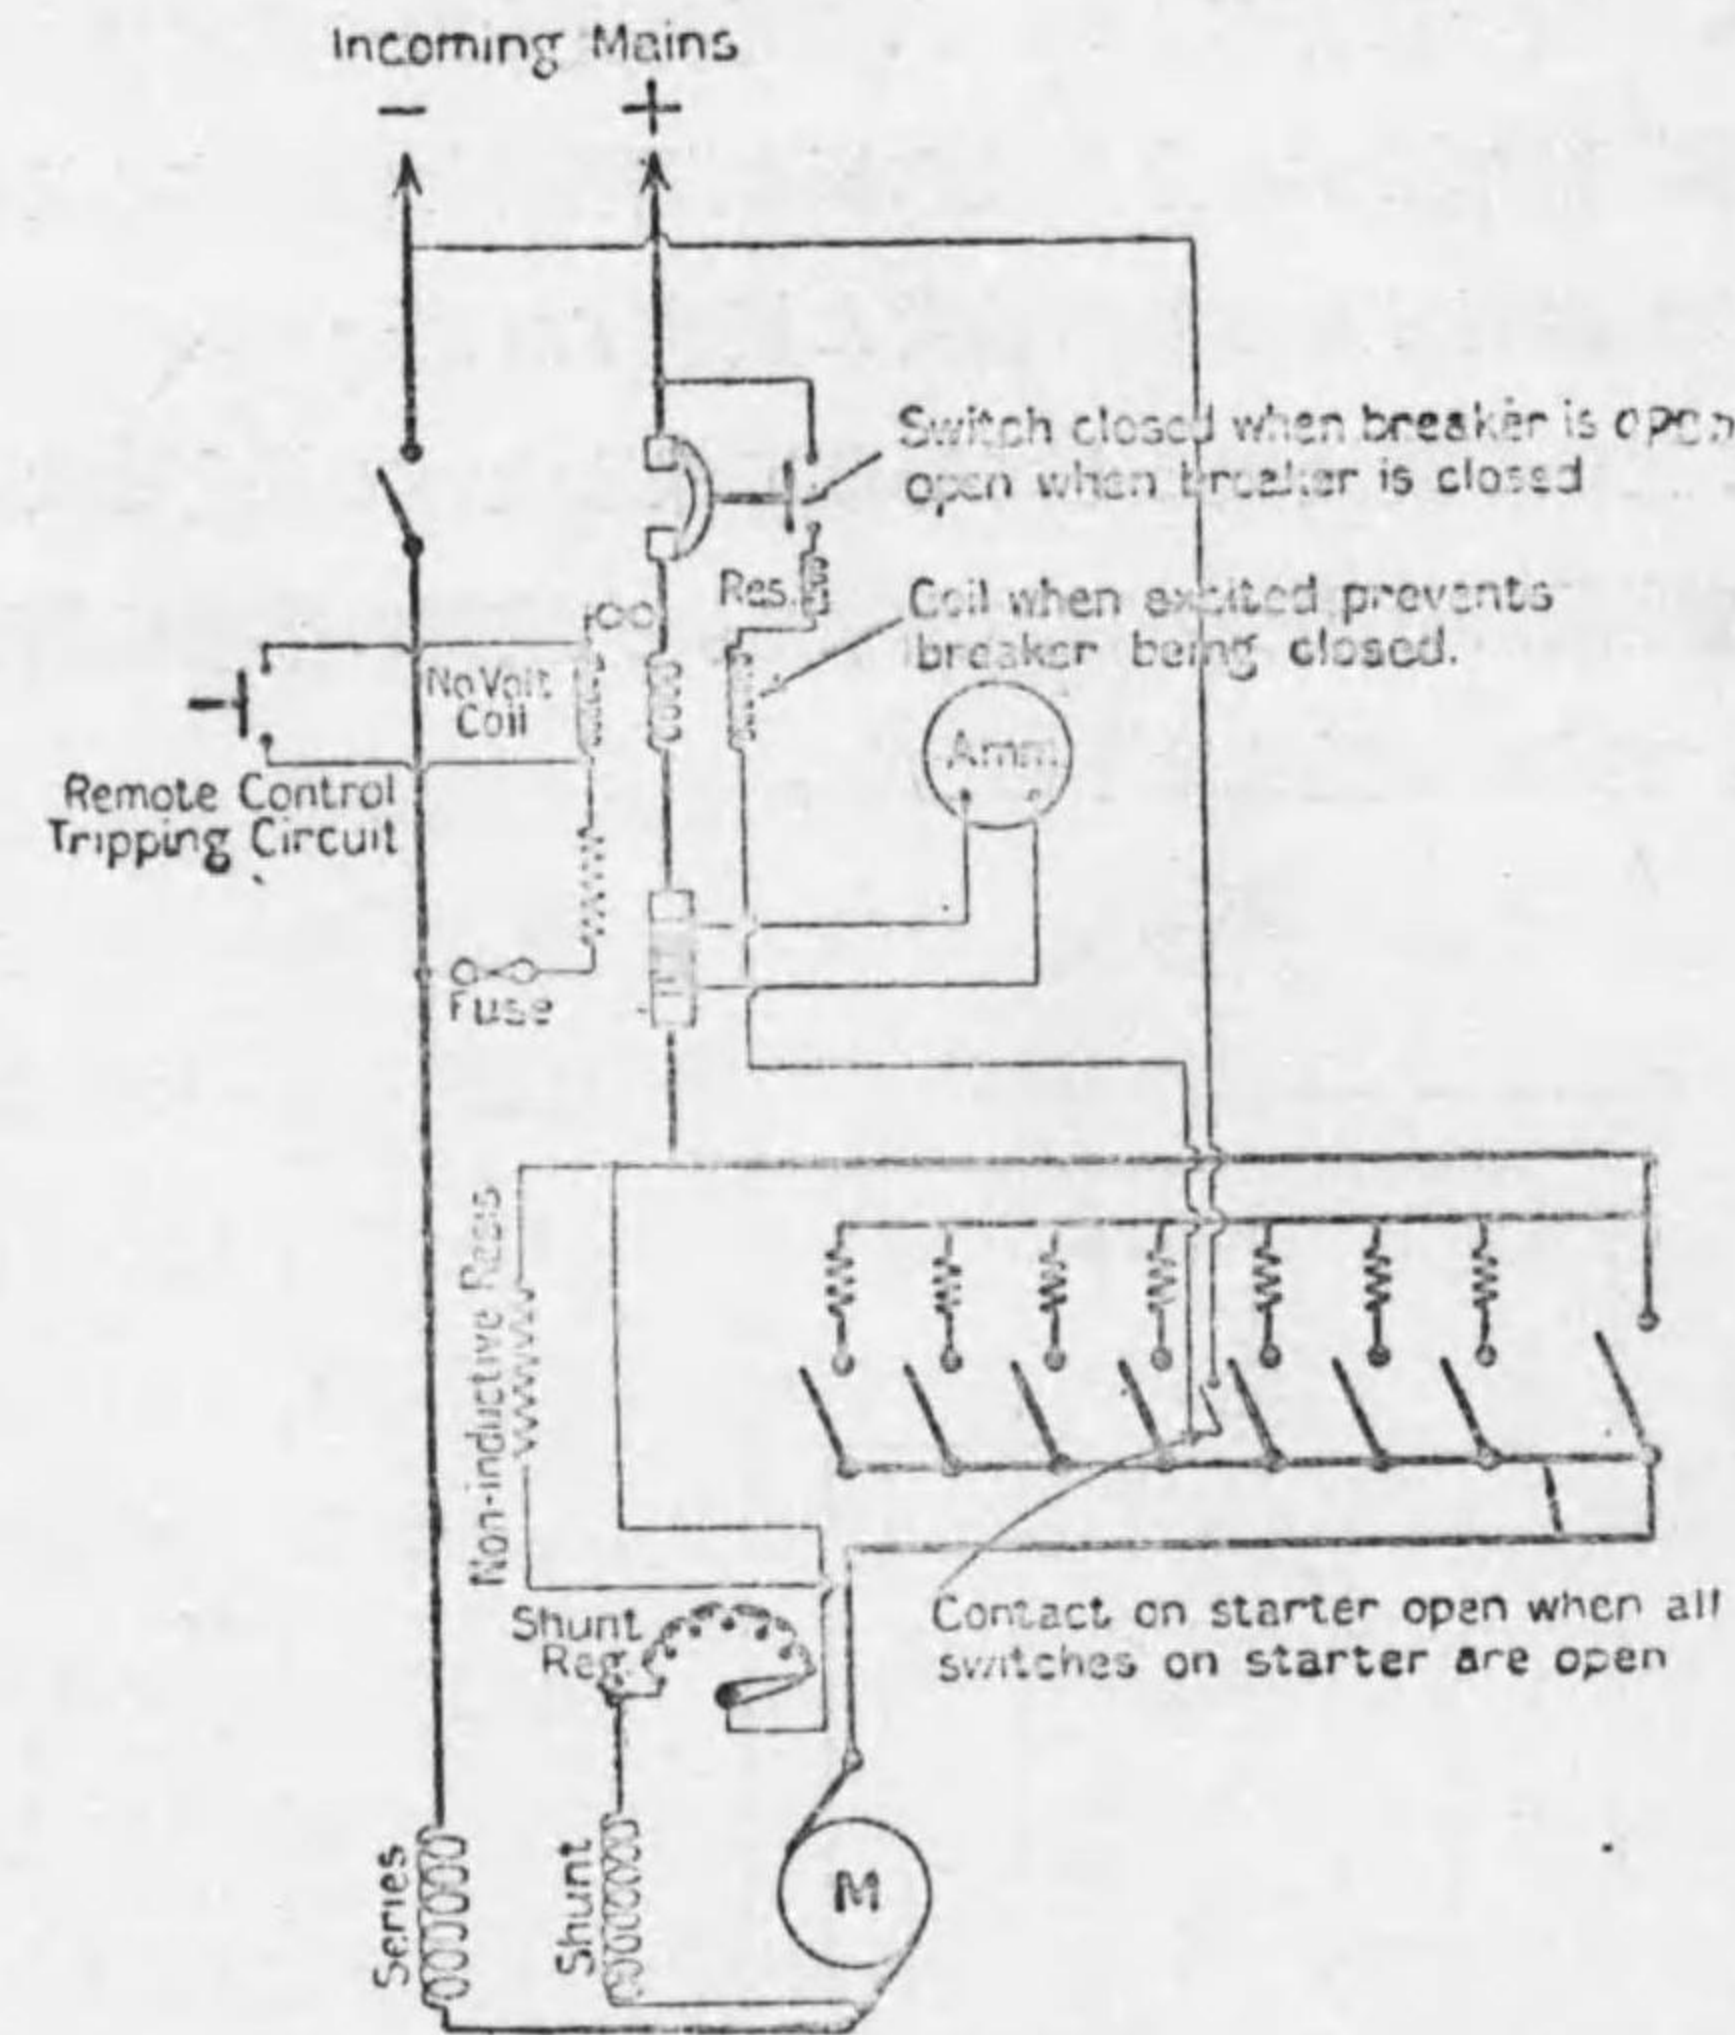 Incoming Mains
− +
Switch closed when breaker is open
open when breaker is closed
Res.
Coil when excited prevents
breaker being closed.
No Volt
Coil
Amm.
Remote Control
Tripping Circuit
Fuse
Non-inductive Resis
Shunt
Reg.
Contact on starter open when all
switches on starter are open
Series
Shunt
M